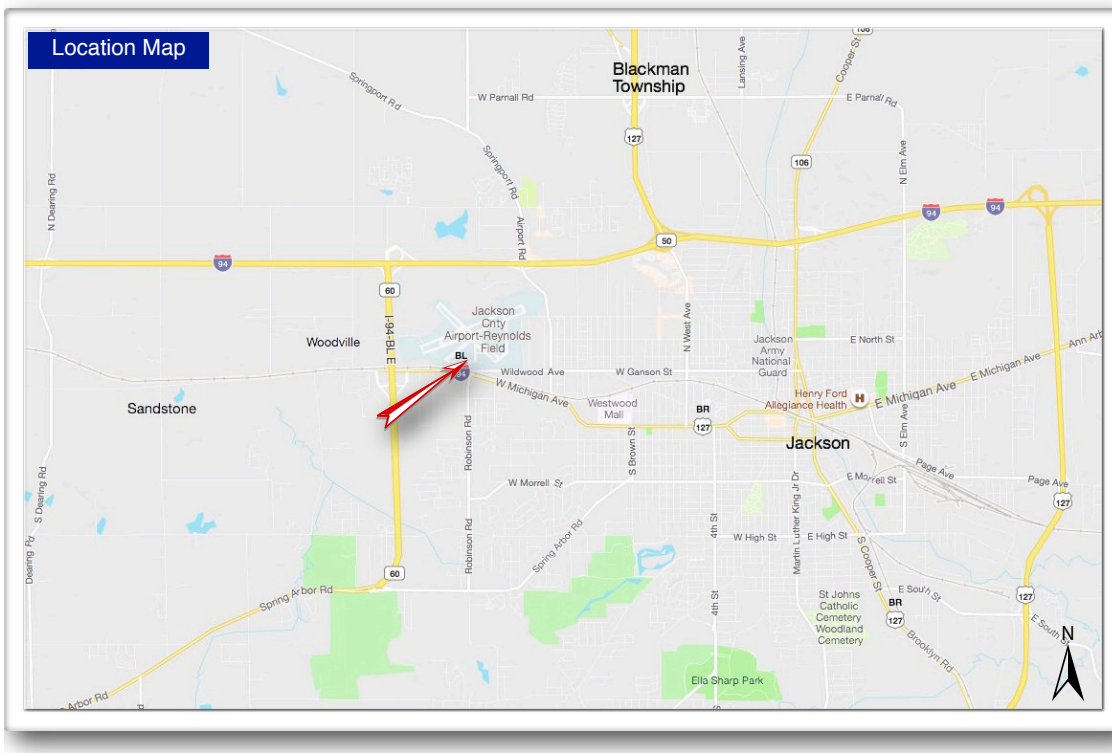 Location Map
108
Lansing Ave
Cooper St
Blackman
Township
Springport Rd
W Parnall Rd
E Parnall Rd
127
106
N Elm Ave
Springport Rd
N Dearing Rd
Airport Rd
94
94
50
94
60
Jackson
Cnty
Airport-Reynolds
Field
I-94-BL E
N West Ave
Woodville
Jackson
Army
National
Guard
E North St
Ann Arb
BL
94
Wildwood Ave
W Ganson St
E Michigan Ave
W Michigan Ave
Henry Ford
Allegiance Health
H
E Michigan Ave
Sandstone
Westwood
Mall
BR
127
S Elm Ave
Jackson
Robinson Rd
S Brown St
Page Ave
S Dearing Rd
W Morrell St
E Morrell St
Page Ave
127
Martin Luther King Jr Dr
4th St
Spring Arbor Rd
W High St
E High St
Robinson Rd
S Cooper St
Dearing Rd
60
Spring Arbor Rd
4th St
St Johns
Catholic
Cemetery
Woodland
Cemetery
BR
127
E South St
127
E South St
N
Brooklyn Rd
Ella Sharp Park
Arbor Rd
S